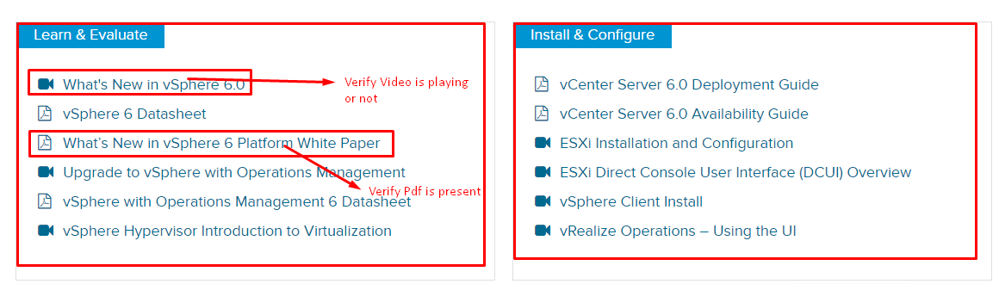 Learn & Evaluate
What's New in vSphere 6.0
Verify Video is playing
or not
vSphere 6 Datasheet
What's New in vSphere 6 Platform White Paper
Upgrade to vSphere with Operations Management
Verify Pdf is present
vSphere with Operations Management 6 Datasheet
vSphere Hypervisor Introduction to Virtualization
Install & Configure
vCenter Server 6.0 Deployment Guide
vCenter Server 6.0 Availability Guide
ESXi Installation and Configuration
ESXi Direct Console User Interface (DCUI) Overview
vSphere Client Install
vRealize Operations – Using the UI